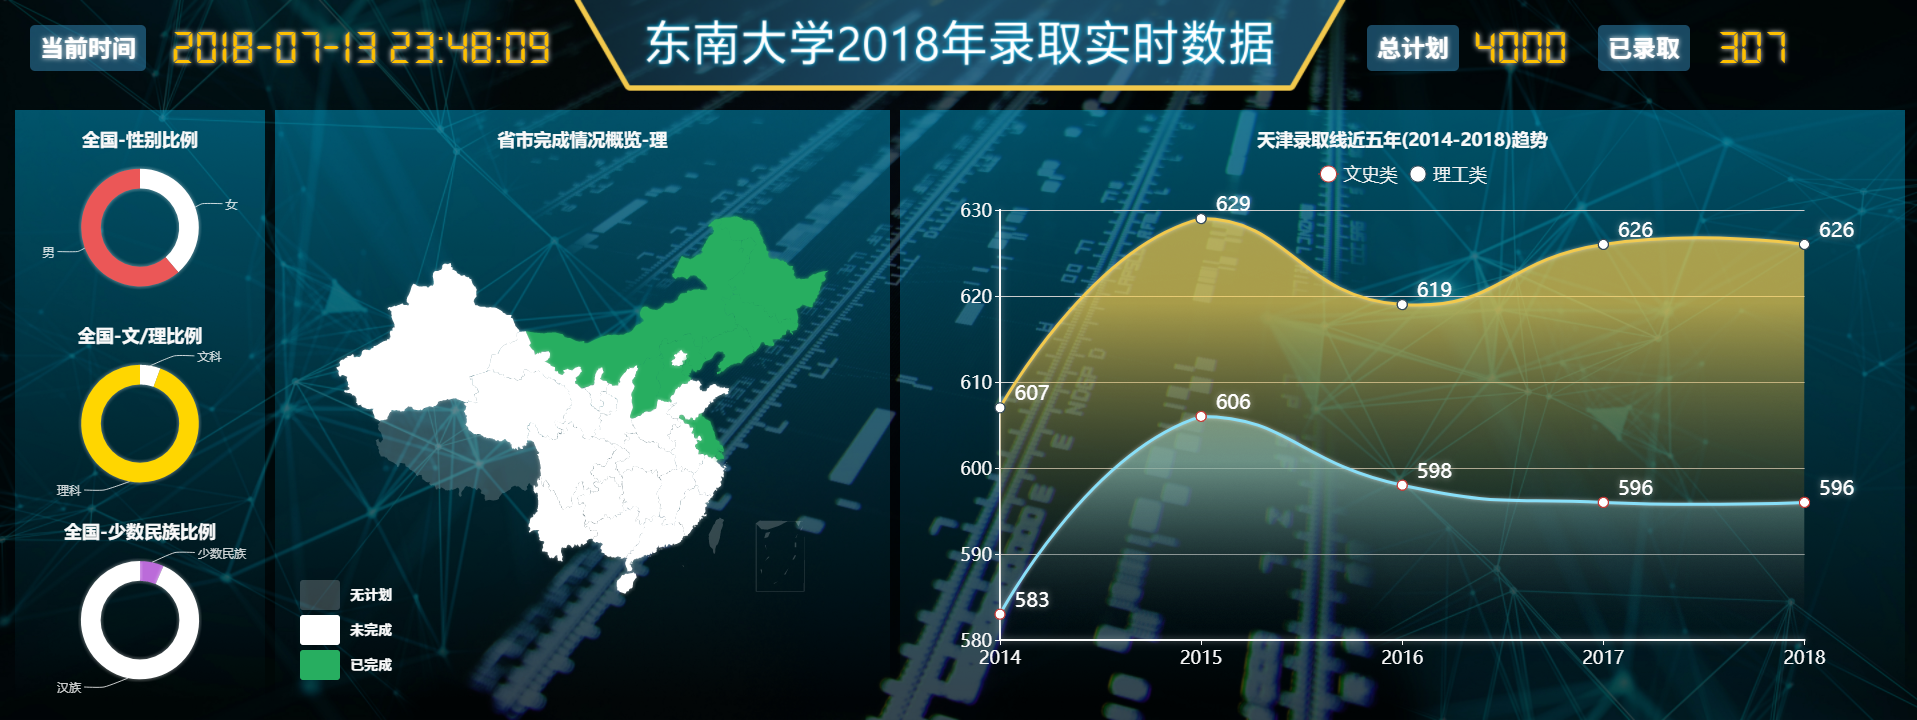 当前时间
2018-07-13 23:48:09
东南大学2018年录取实时数据
总计划
4000
已录取
307
全国-性别比例
女
男
全国-文/理比例
文科
理科
全国-少数民族比例
少数民族
汉族
省市完成情况概览-理
无计划
未完成
已完成
天津录取线近五年(2014-2018)趋势
文史类
理工类
630
620
610
600
590
580
607
629
619
626
626
583
606
598
596
596
2014
2015
2016
2017
2018